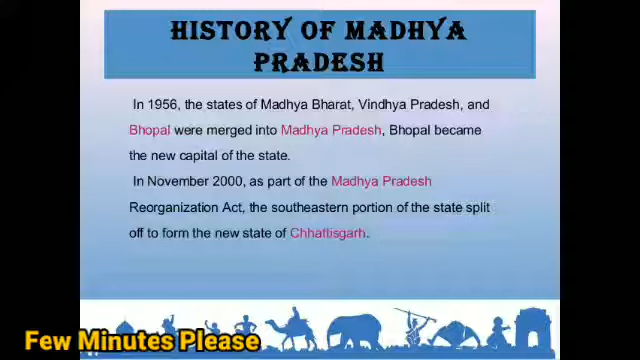 HISTORY OF MADHYA
PRADESH
In 1956, the states of Madhya Bharat, Vindhya Pradesh, and
Bhopal were merged into Madhya Pradesh, Bhopal became
the new capital of the state.
In November 2000, as part of the Madhya Pradesh
Reorganization Act, the southeastern portion of the state split
off to form the new state of Chhattisgarh.
Few Minutes Please